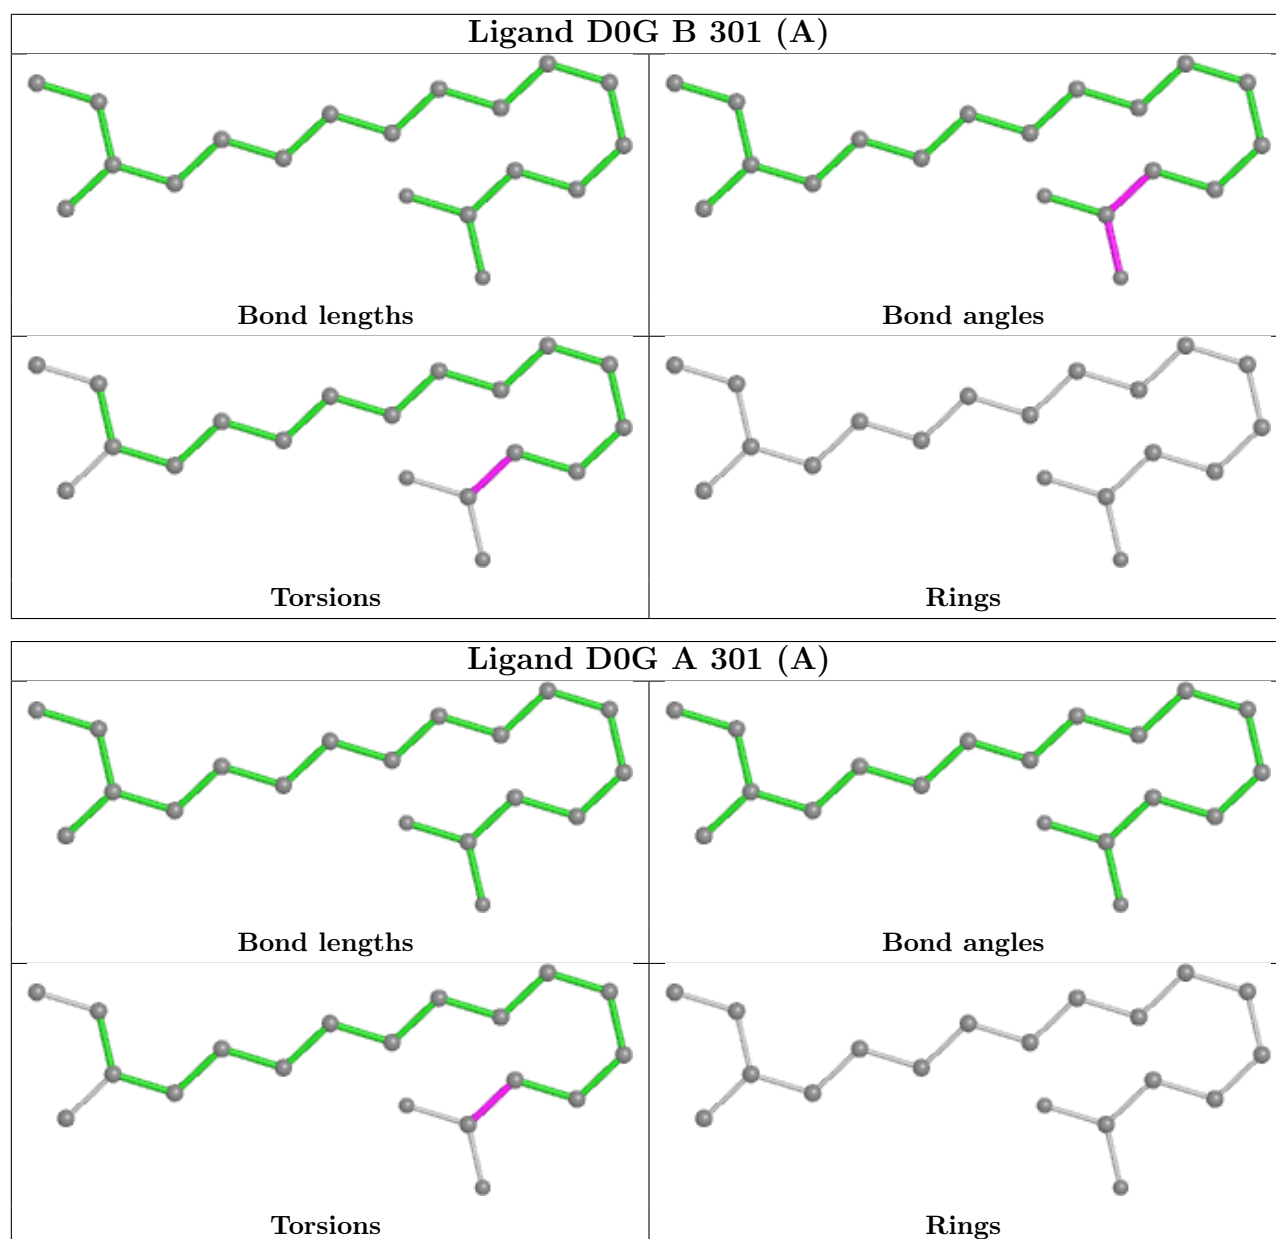 Ligand D0G B 301 (A)
Bond lengths
Bond angles
Torsions
Rings
Ligand D0G A 301 (A)
Bond lengths
Bond angles
Torsions
Rings